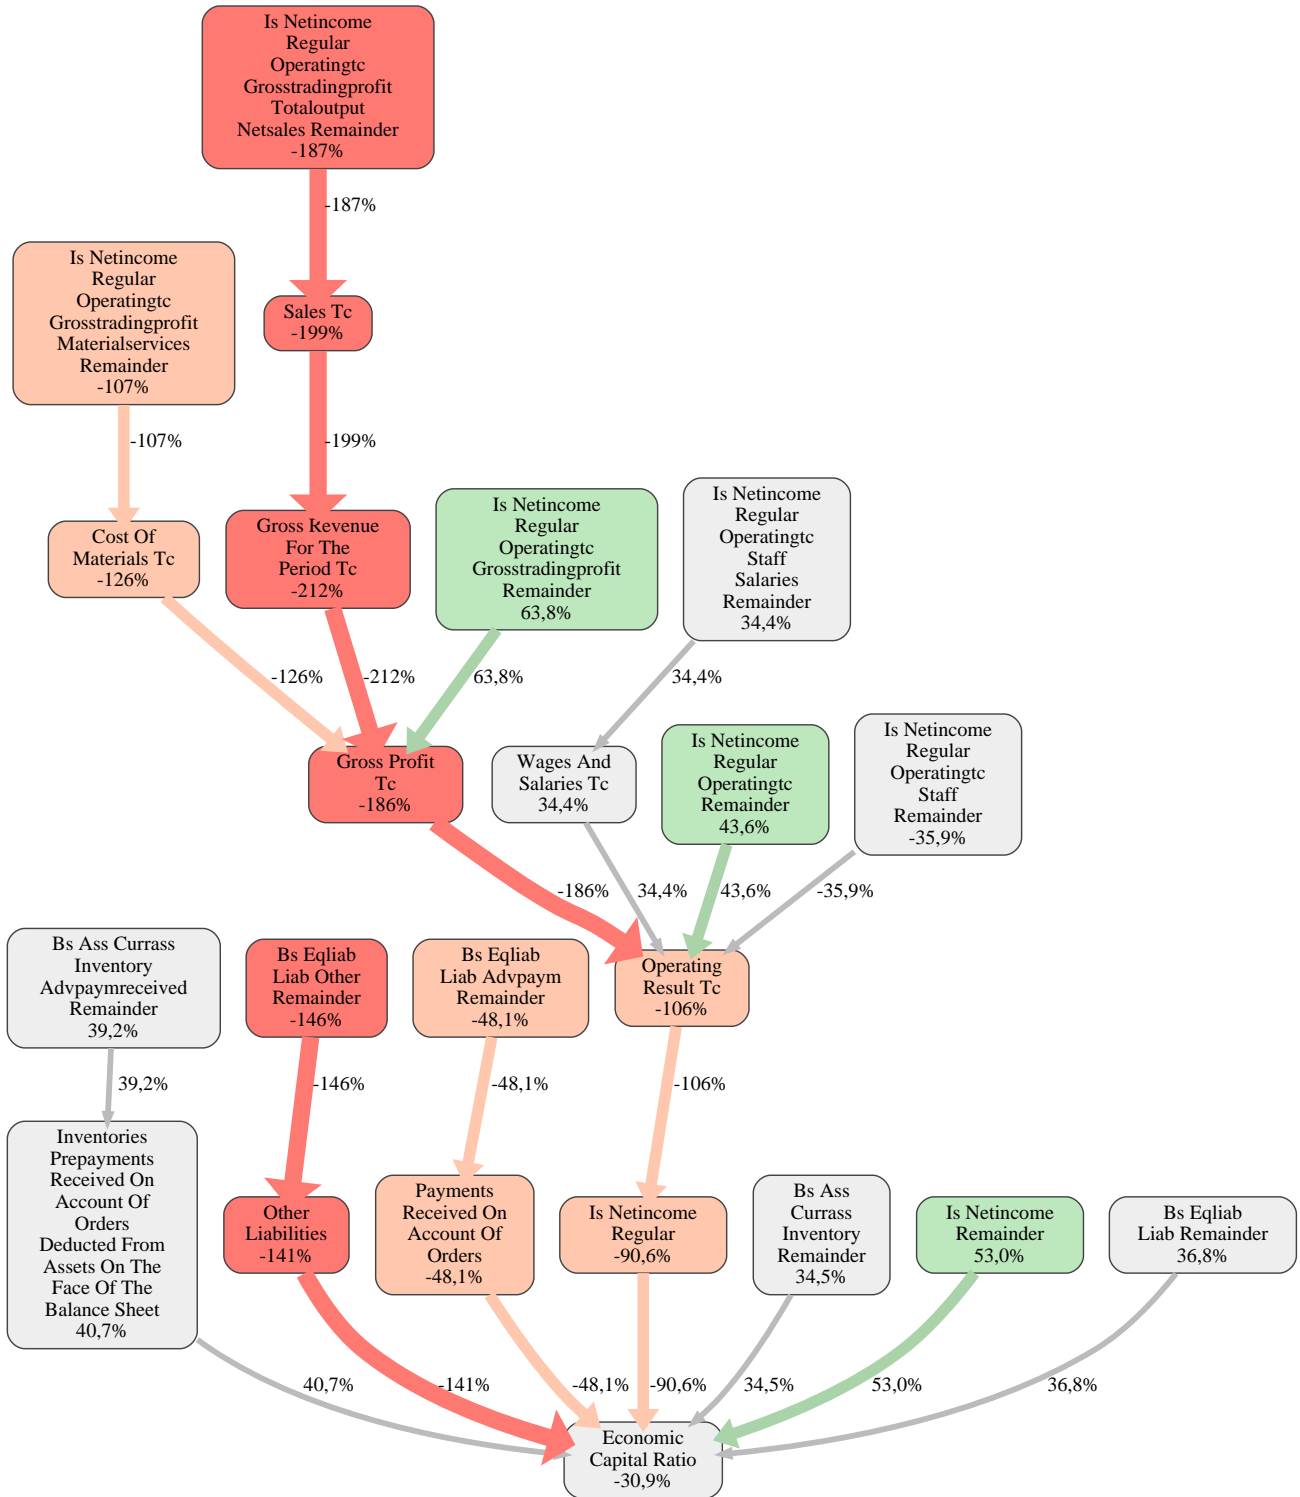 Is Netincome
Regular
Operatingtc
Grosstradingprofit
Totaloutput
Netsales Remainder
-187%
-187%
Is Netincome
Regular
Operatingtc
Grosstradingprofit
Materialservices
Remainder
-107%
Sales Tc
-199%
-107%
-199%
Cost Of
Materials Tc
-126%
Gross Revenue
For The
Period Tc
-212%
Is Netincome
Regular
Operatingtc
Grosstradingprofit
Remainder
63,8%
Is Netincome
Regular
Operatingtc
Staff
Salaries
Remainder
34,4%
-126%
-212%
63,8%
34,4%
Gross Profit
Tc
-186%
Wages And
Salaries Tc
34,4%
Is Netincome
Regular
Operatingtc
Remainder
43,6%
Is Netincome
Regular
Operatingtc
Staff
Remainder
-35,9%
-186%
34,4%
43,6%
-35,9%
Bs Ass Currass
Inventory
Advpaymreceived
Remainder
39,2%
Bs Eqliab
Liab Other
Remainder
-146%
Bs Eqliab
Liab Advpaym
Remainder
-48,1%
Operating
Result Tc
-106%
39,2%
-146%
-48,1%
-106%
Inventories
Prepayments
Received On
Account Of
Orders
Deducted From
Assets On The
Face Of The
Balance Sheet
40,7%
Other
Liabilities
-141%
Payments
Received On
Account Of
Orders
-48,1%
Is Netincome
Regular
-90,6%
Bs Ass
Currass
Inventory
Remainder
34,5%
Is Netincome
Remainder
53,0%
Bs Eqliab
Liab Remainder
36,8%
40,7%
-141%
-48,1%
-90,6%
34,5%
53,0%
36,8%
Economic
Capital Ratio
-30,9%